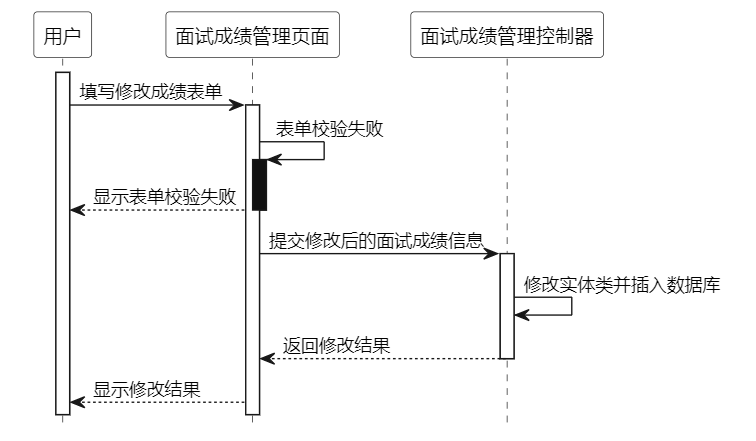 用户
面试成绩管理页面
面试成绩管理控制器
填写修改成绩表单
表单校验失败
显示表单校验失败
提交修改后的面试成绩信息
修改实体类并插入数据库
返回修改结果
显示修改结果